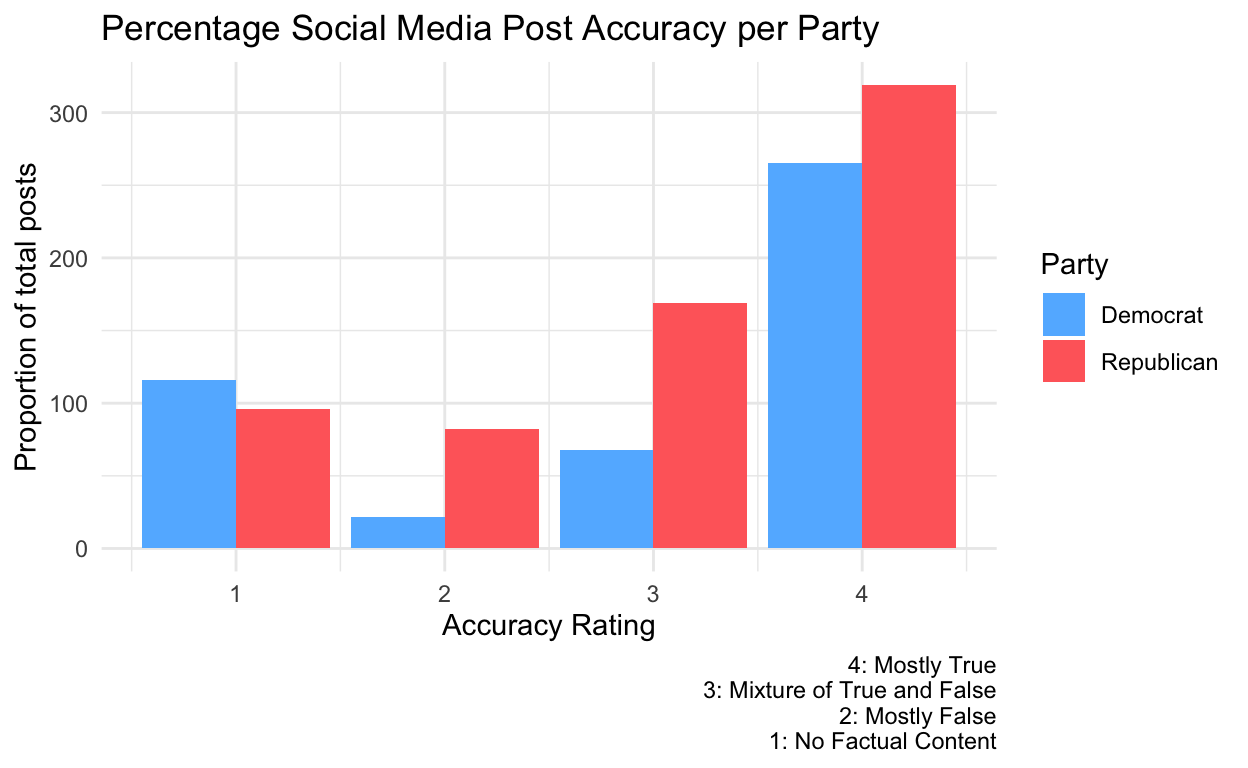 Percentage Social Media Post Accuracy per Party
Proportion of total posts
300
200
100
0
1
2
3
4
Accuracy Rating
Party
Democrat
Republican
4: Mostly True
3: Mixture of True and False
2: Mostly False
1: No Factual Content